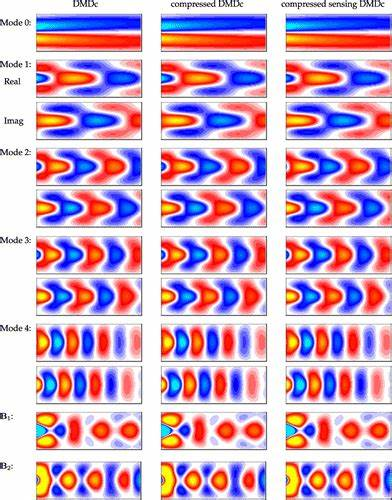 DMDc compressed DMDc compressed sensing DMDc
Mode 0:
Mode 1:
Real
Imag
Mode 2:
Mode 3:
Mode 4:
B₁:
B₂: